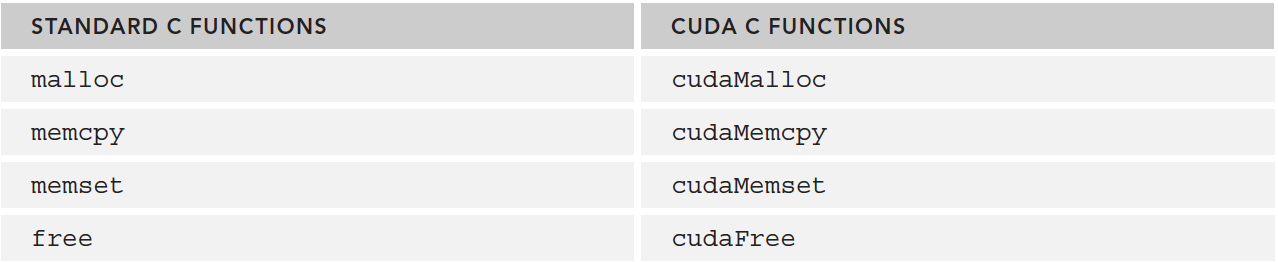 STANDARD C FUNCTIONS CUDA C FUNCTIONS
malloc cudaMalloc
memcpy cudaMemcpy
memset cudaMemset
free cudaFree